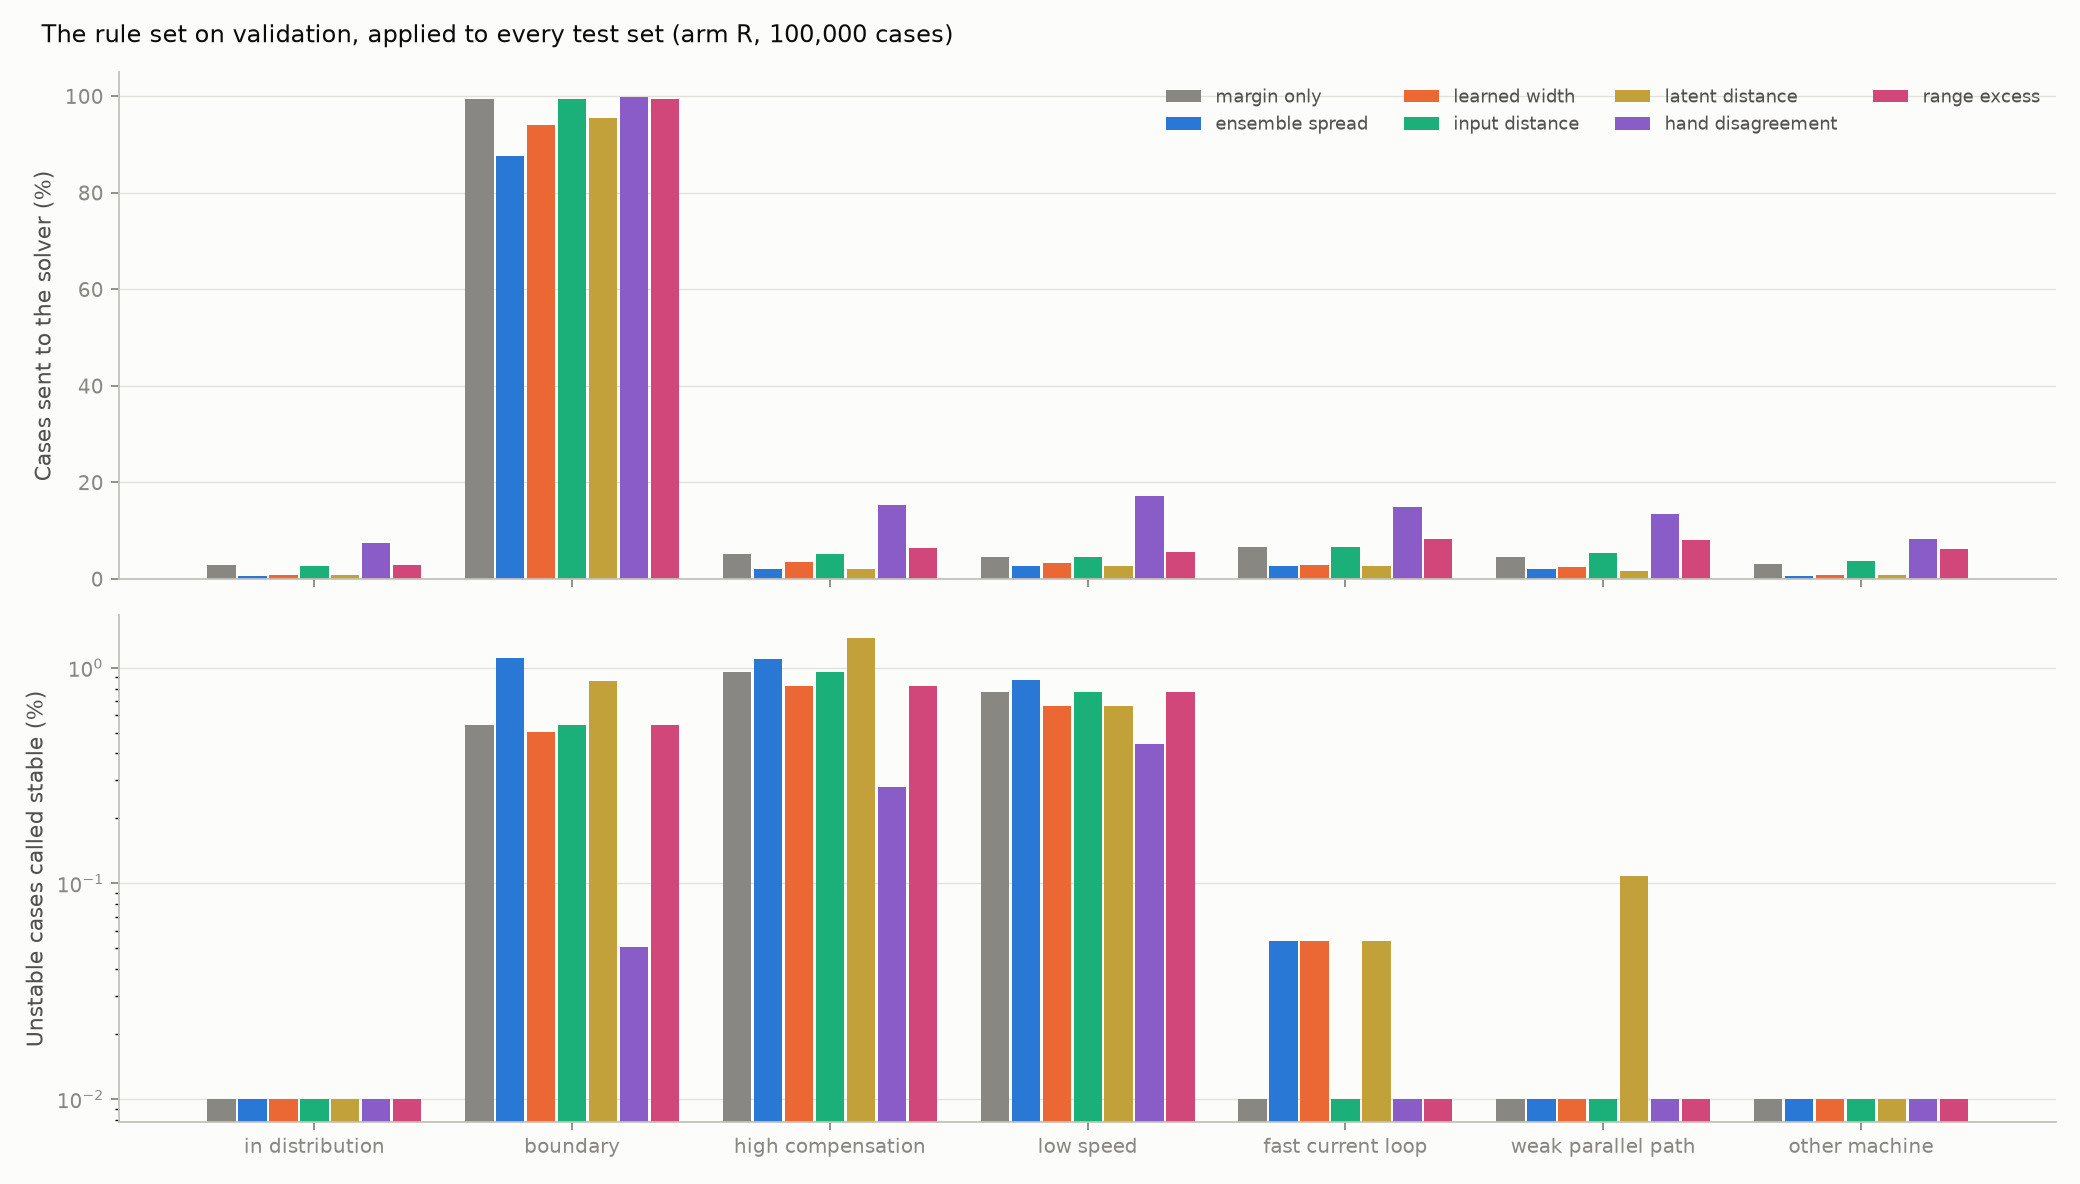 The rule set on validation, applied to every test set (arm R, 100,000 cases)
Cases sent to the solver (%)
100
80
60
40
20
0
margin only
learned width
latent distance
range excess
ensemble spread
input distance
hand disagreement
Unstable cases called stable (%)
10⁰
10⁻¹
10⁻²
in distribution
boundary
high compensation
low speed
fast current loop
weak parallel path
other machine